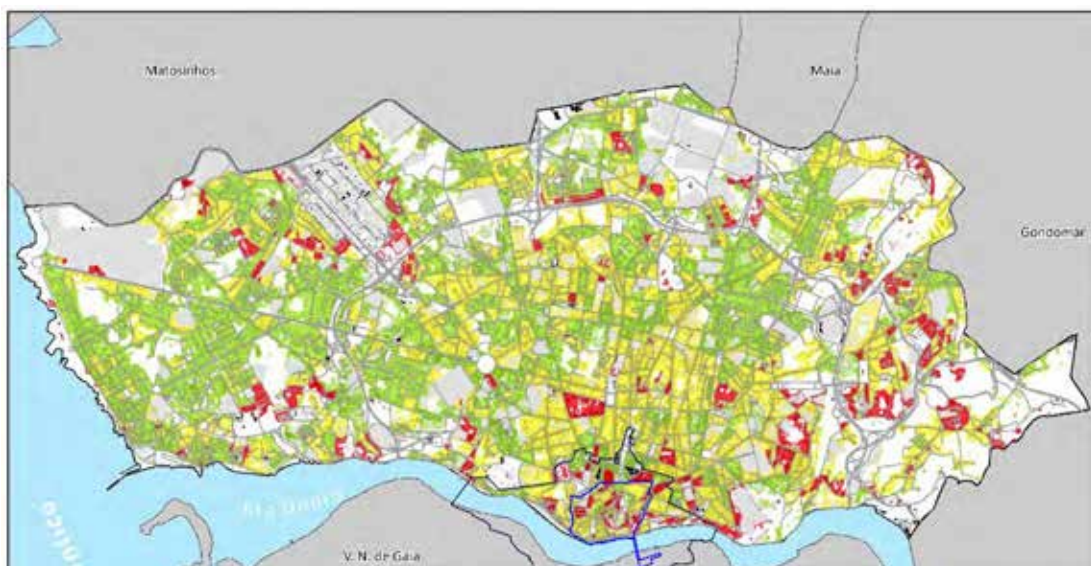 Matosinhos
Maia
Gondomar
Rio Douro
V. N. de Gaia